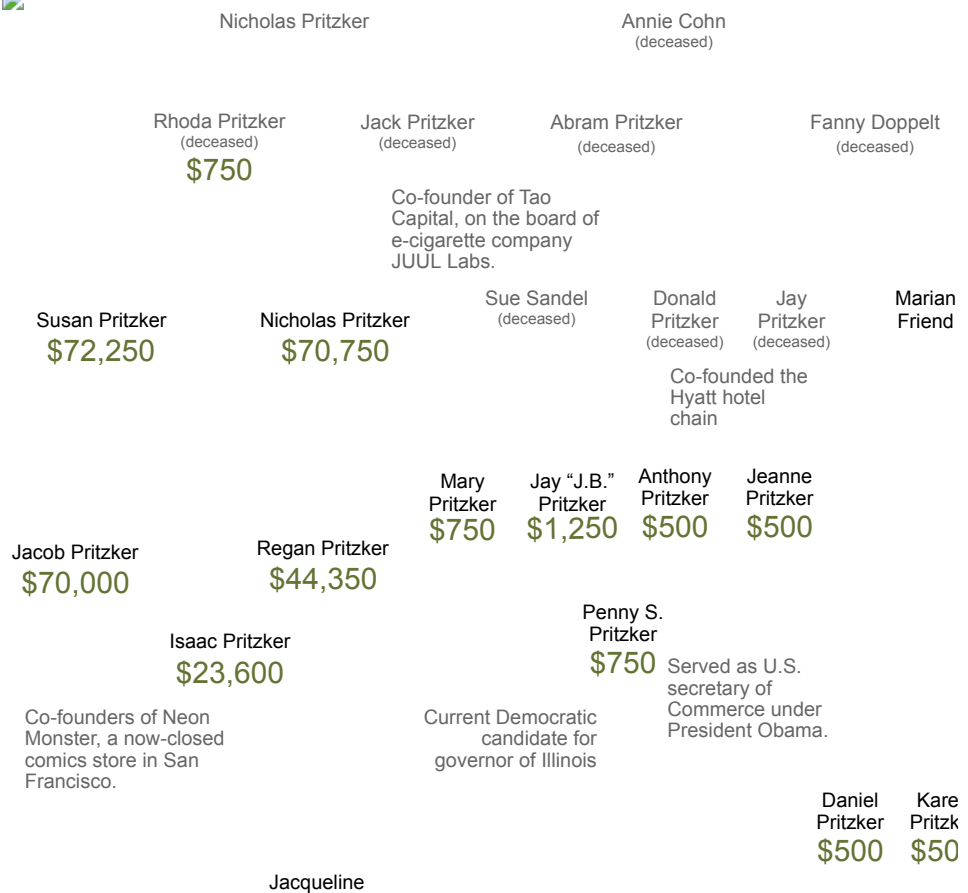 Nicholas Pritzker
Annie Cohn
(deceased)
Rhoda Pritzker
(deceased)
$750
Jack Pritzker
(deceased)
Abram Pritzker
(deceased)
Fanny Doppelt
(deceased)
Co-founder of Tao
Capital, on the board of
e-cigarette company
JUUL Labs.
Susan Pritzker
$72,250
Nicholas Pritzker
$70,750
Sue Sandel
(deceased)
Donald
Pritzker
(deceased)
Jay
Pritzker
(deceased)
Marian
Friend
Co-founded the
Hyatt hotel
chain
Mary
Pritzker
$750
Jay “J.B.”
Pritzker
$1,250
Anthony
Pritzker
$500
Jeanne
Pritzker
$500
Jacob Pritzker
$70,000
Regan Pritzker
$44,350
Isaac Pritzker
$23,600
Penny S.
Pritzker
$750
Served as U.S.
secretary of
Commerce under
President Obama.
Co-founders of Neon
Monster, a now-closed
comics store in San
Francisco.
Current Democratic
candidate for
governor of Illinois
Daniel
Pritzker
$500
Kare
Pritzk
$50
Jacqueline